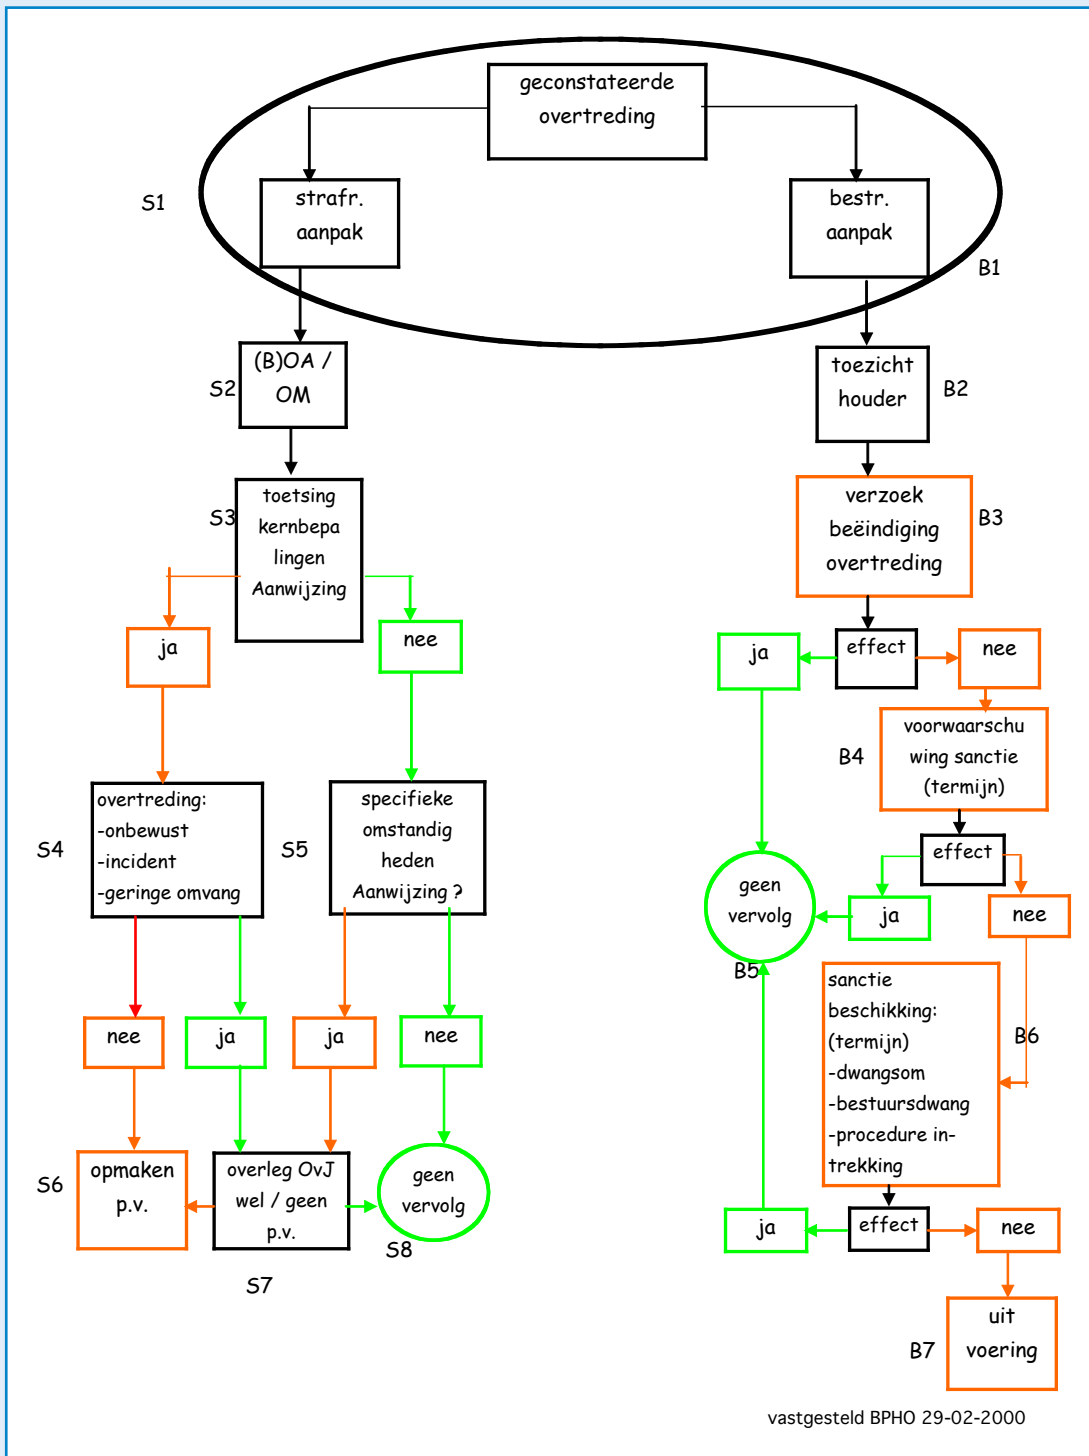 geconstateerde
overtreding
strafr.
aanpak
S1
bestr.
aanpak
B1
(B)OA /
OM
S2
toezicht
houder
B2
toetsing
kernbepa
lingen
Aanwijzing
S3
verzoek
beëindiging
overtreding
B3
ja
nee
ja
effect
nee
voorwaarschu
wing sanctie
(termijn)
B4
overtreding:
-onbewust
-incident
-geringe omvang
S4
specifieke
omstandig
heden
Aanwijzing ?
S5
effect
geen
vervolg
B5
ja
nee
sanctie
beschikking:
(termijn)
-dwangsom
-bestuursdwang
-procedure in-
trekking
B6
nee
ja
ja
nee
opmaken
p.v.
S6
overleg OvJ
wel / geen
p.v.
S7
geen
vervolg
S8
ja
effect
nee
uit
voering
B7
vastgesteld BPHO 29-02-2000